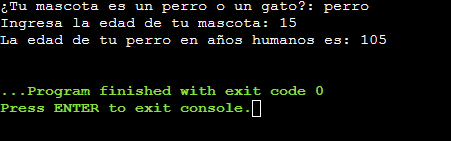 ¿Tu mascota es un perro o un gato?: perro
Ingresa la edad de tu mascota: 15
La edad de tu perro en años humanos es: 105
...Program finished with exit code 0
Press ENTER to exit console.